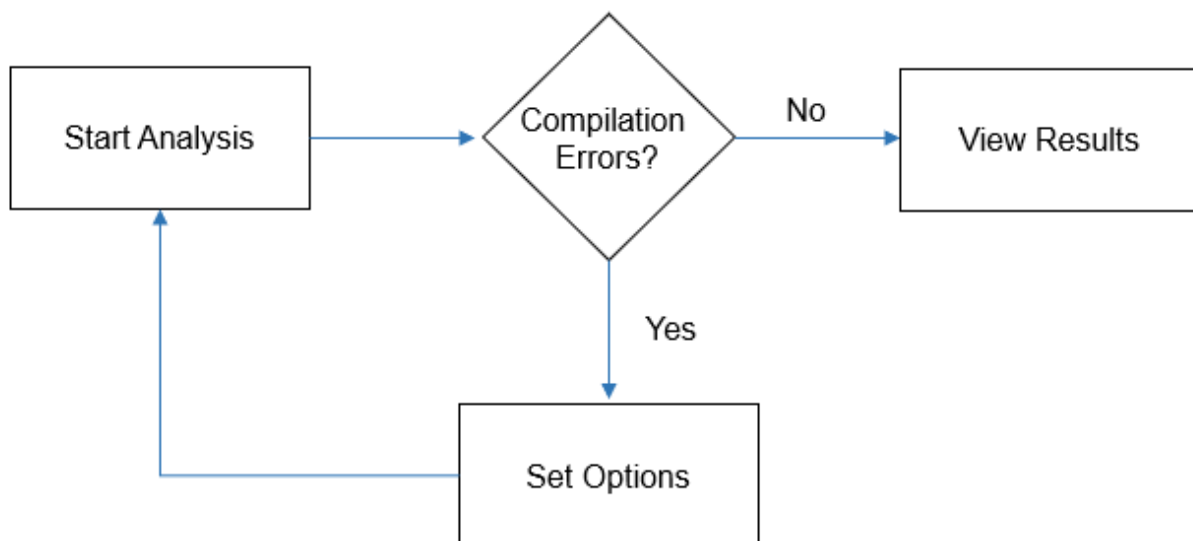 Start Analysis
Compilation
Errors?
No
View Results
Yes
Set Options